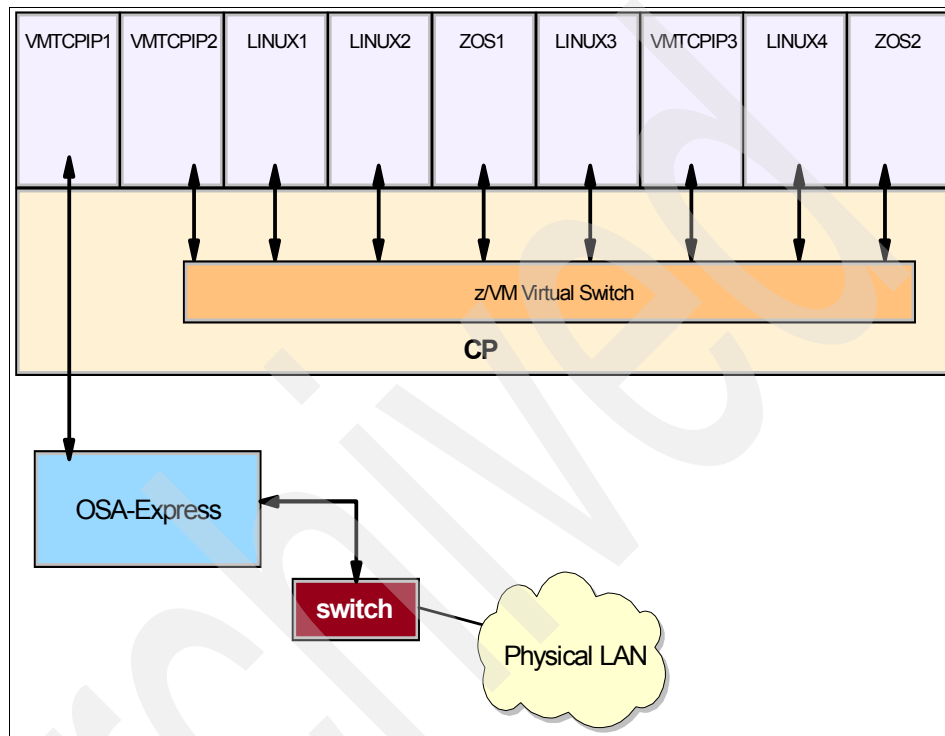 VMTCPIP1 VMTCPIP2 LINUX1 LINUX2 ZOS1 LINUX3 VMTCPIP3 LINUX4 ZOS2
z/VM Virtual Switch
CP
OSA-Express
switch
Physical LAN